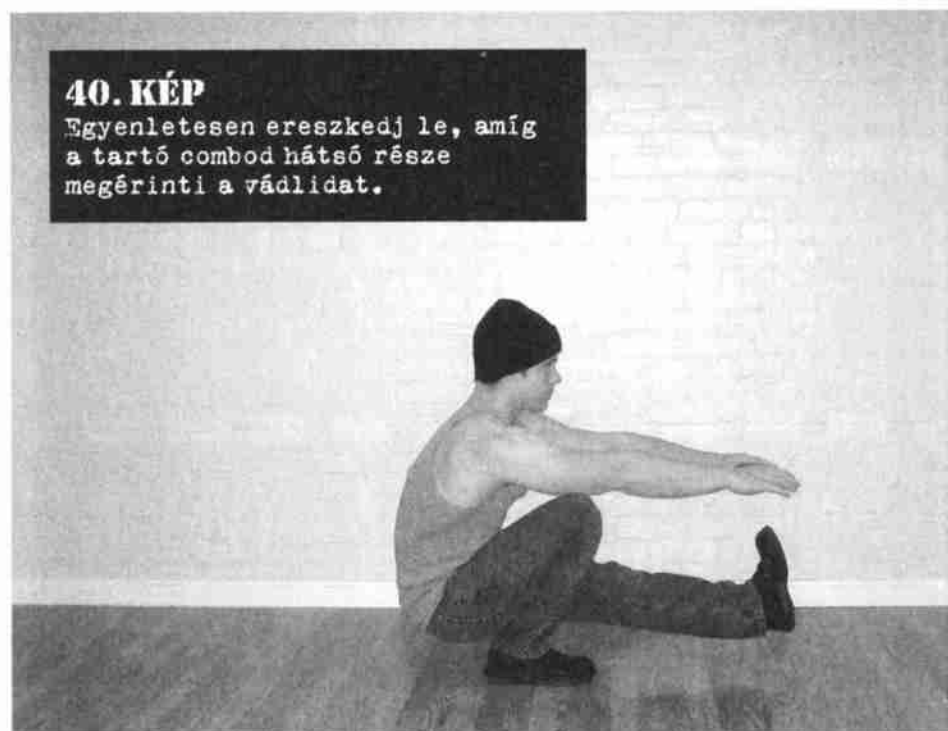 40. KÉP
Egyenletesen ereszkedj le, amíg
a tartó combod hátsó része
megérinti a vádlidat.